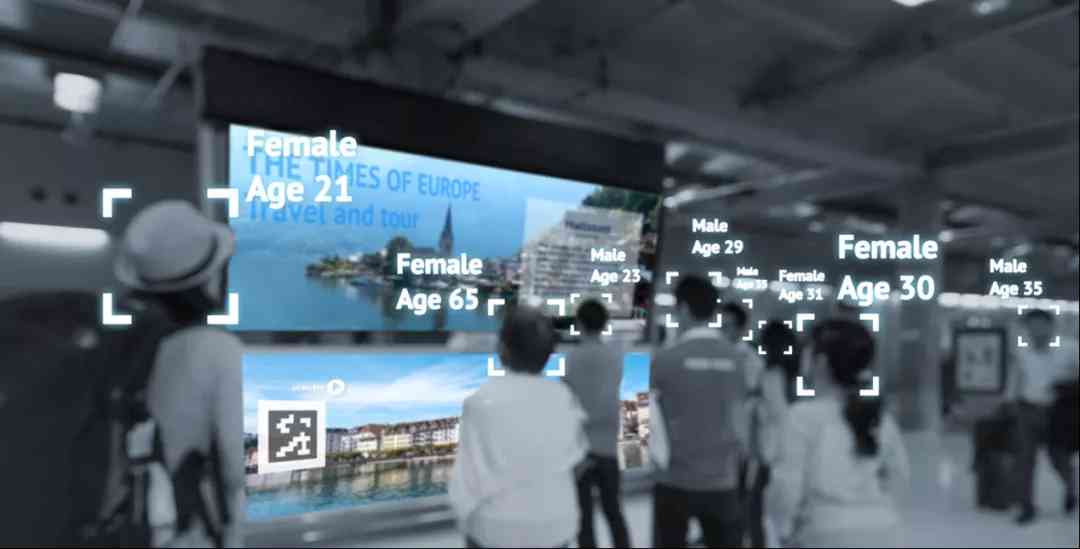 Female
Age 21
THE TIMES OF EUROPE
Travel and tour
Female
Age 65
Male
Age 23
Male
Age 29
Male
Age 35
Female
Age 31
Female
Age 30
Male
Age 35